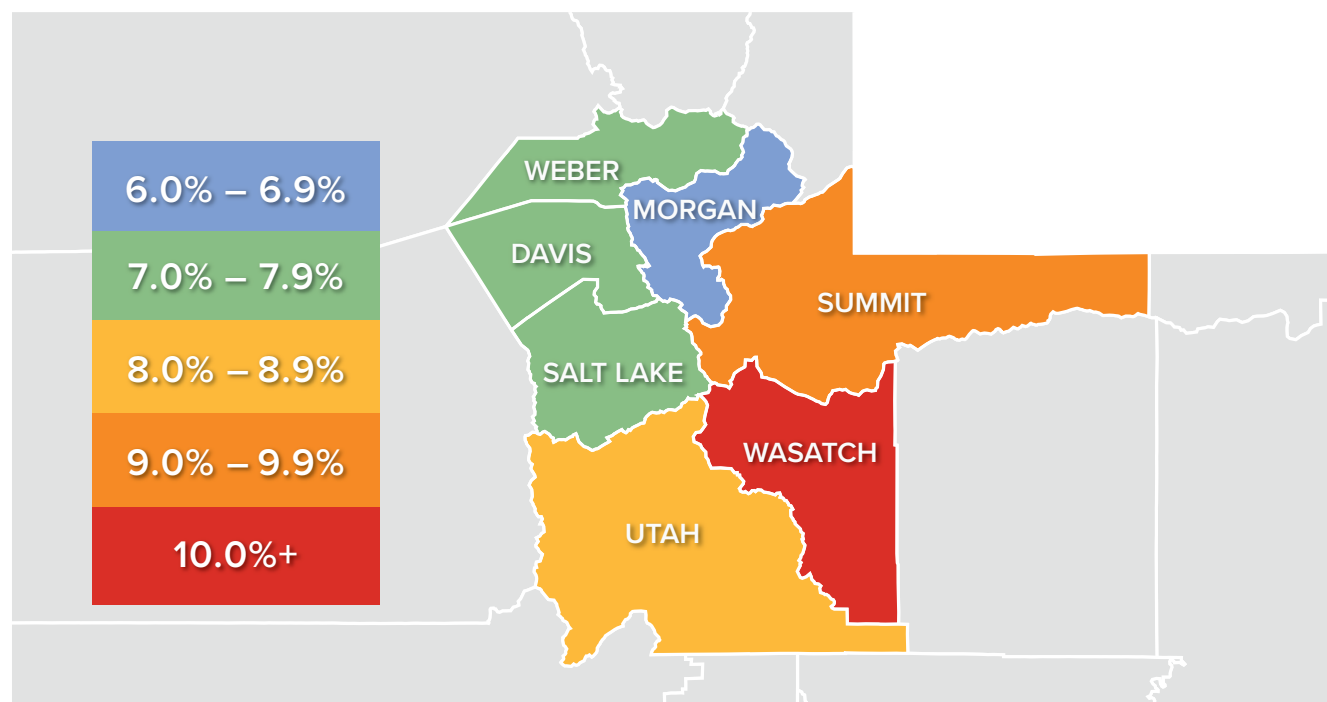 6.0% – 6.9%
7.0% – 7.9%
8.0% – 8.9%
9.0% – 9.9%
10.0%+
WEBER
MORGAN
DAVIS
SUMMIT
SALT LAKE
WASATCH
UTAH